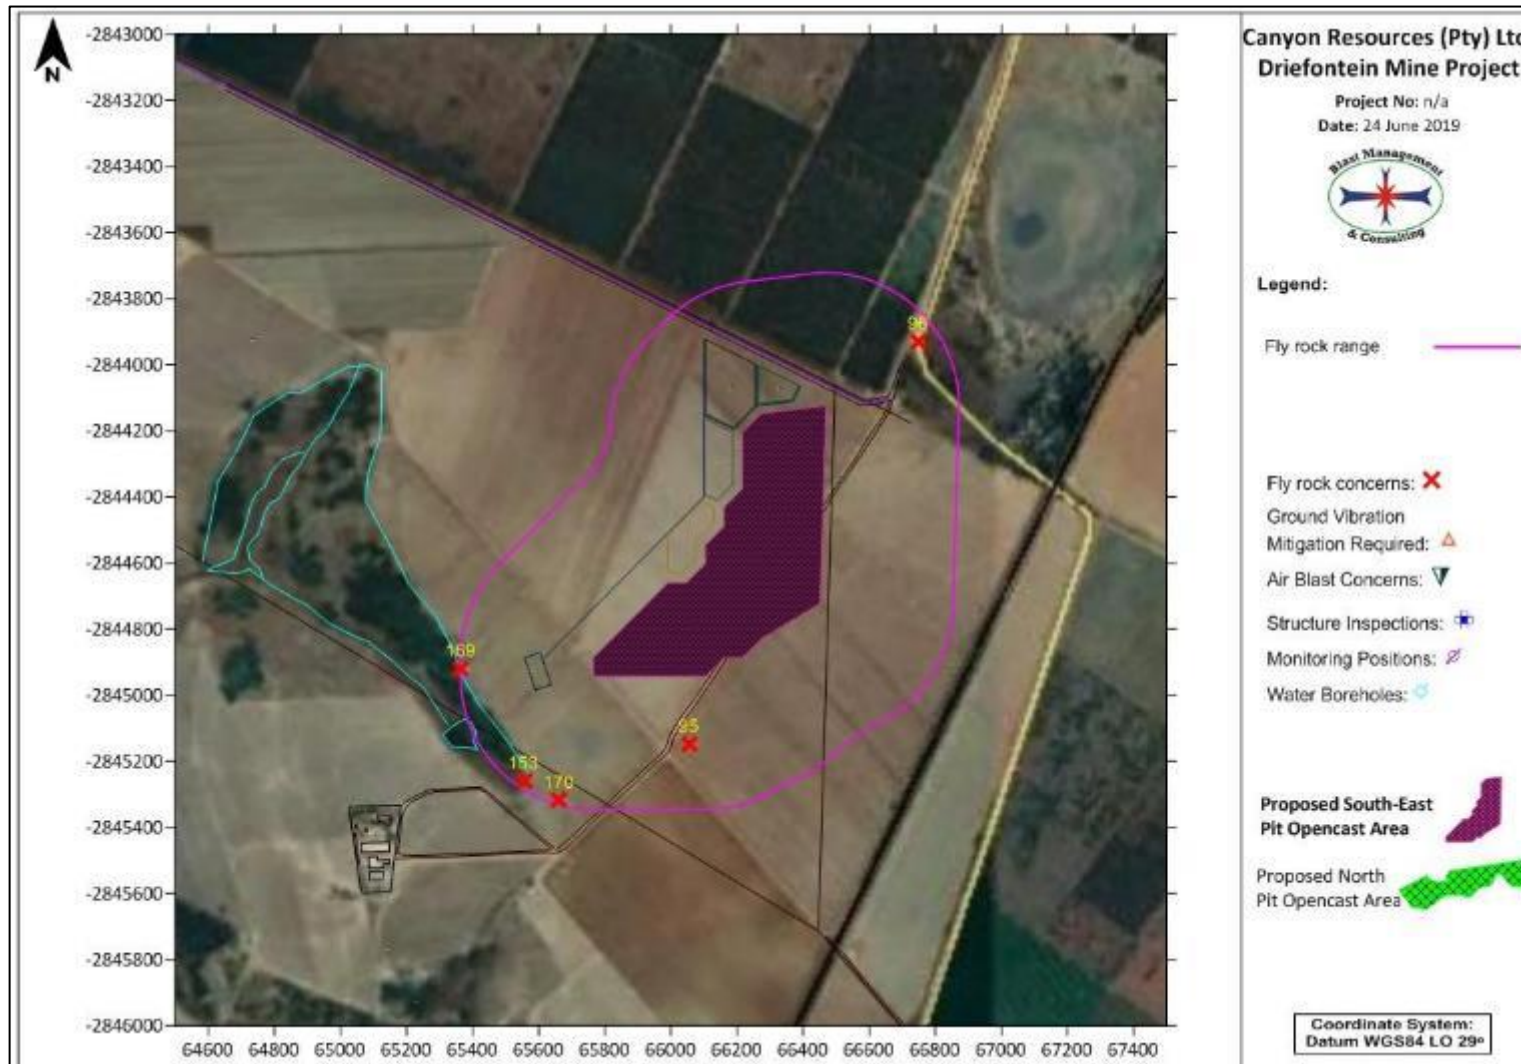 N
-2843000
-2843200
-2843400
-2843600
-2843800
-2844000
-2844200
-2844400
-2844600
-2844800
-2845000
-2845200
-2845400
-2845600
-2845800
-2846000
64600 64800 65000 65200 65400 65600 65800 66000 66200 66400 66600 66800 67000 67200 67400
96
169
95
153
170
Canyon Resources (Pty) Ltd
Driefontein Mine Project
Project No: n/a
Date: 24 June 2019
Blast Management
& Consulting
Legend:
Fly rock range
Fly rock concerns:
Ground Vibration
Mitigation Required:
Air Blast Concerns:
Structure Inspections:
Monitoring Positions:
Water Boreholes:
Proposed South-East
Pit Opencast Area
Proposed North
Pit Opencast Area
Coordinate System:
Datum WGS84 LO 29º